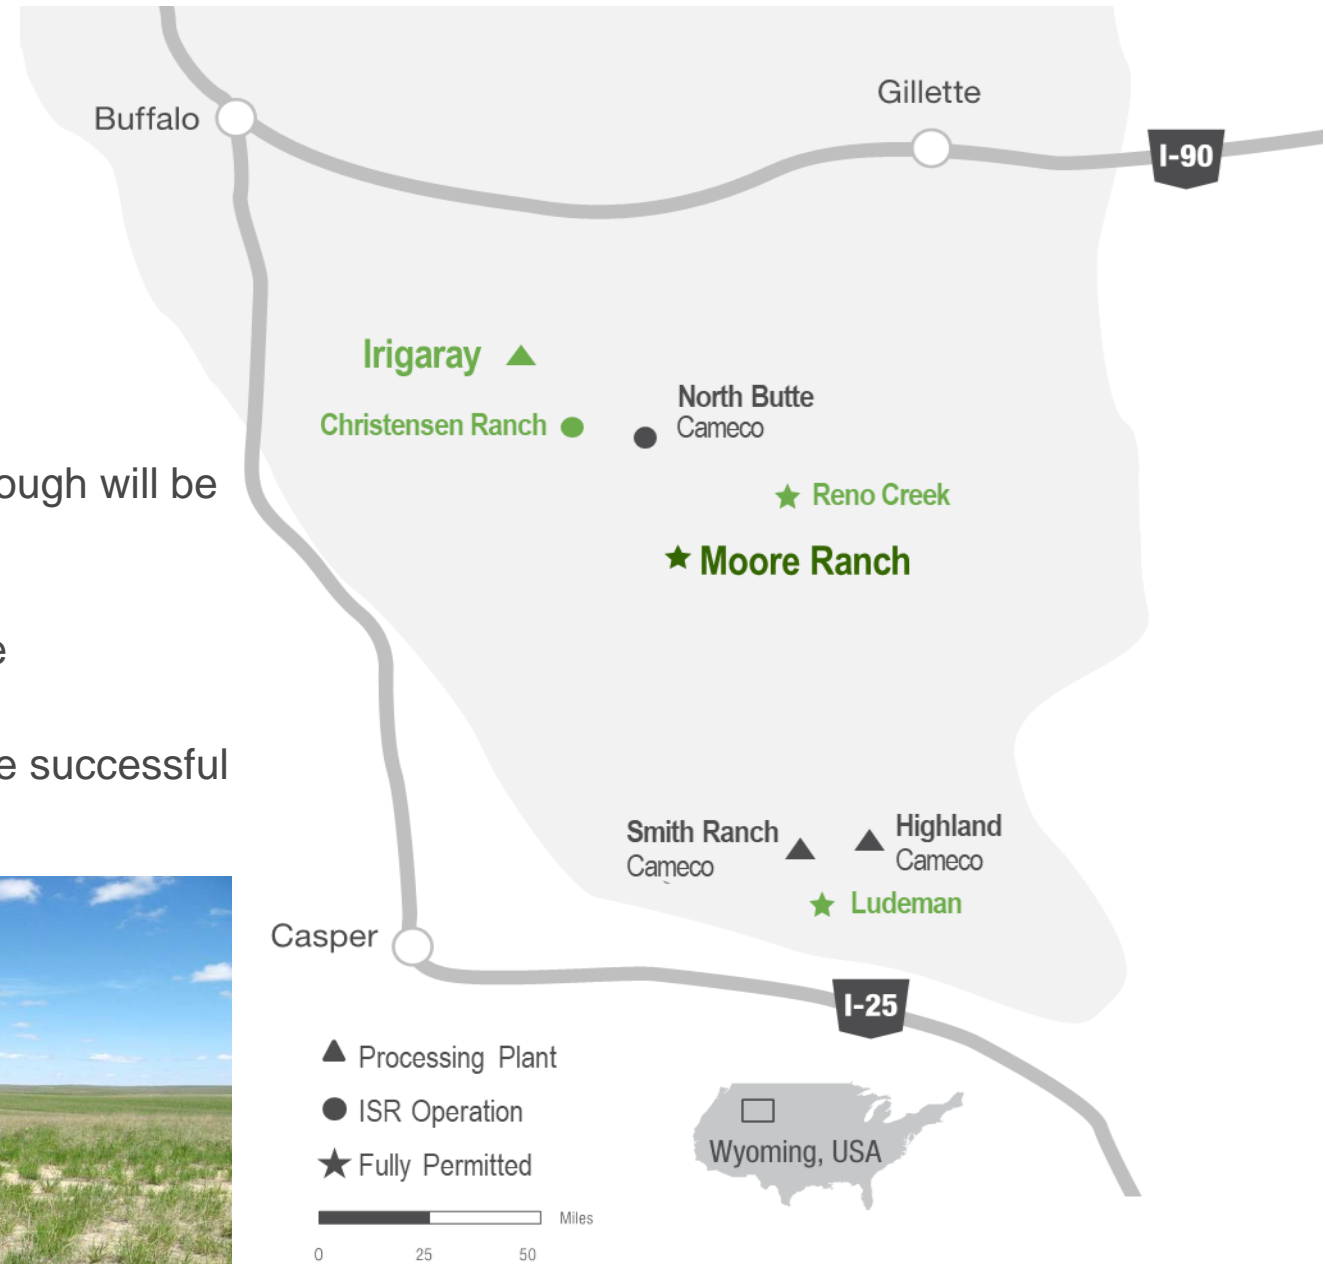 Gillette
Buffalo
I-90
Irigaray
North Butte
Cameco
Christensen Ranch
ough will be
Reno Creek
Moore Ranch
e
e successful
Smith Ranch
Cameco
Highland
Cameco
Ludeman
Casper
I-25
Processing Plant
ISR Operation
Fully Permitted
Wyoming, USA
Miles
0 25 50